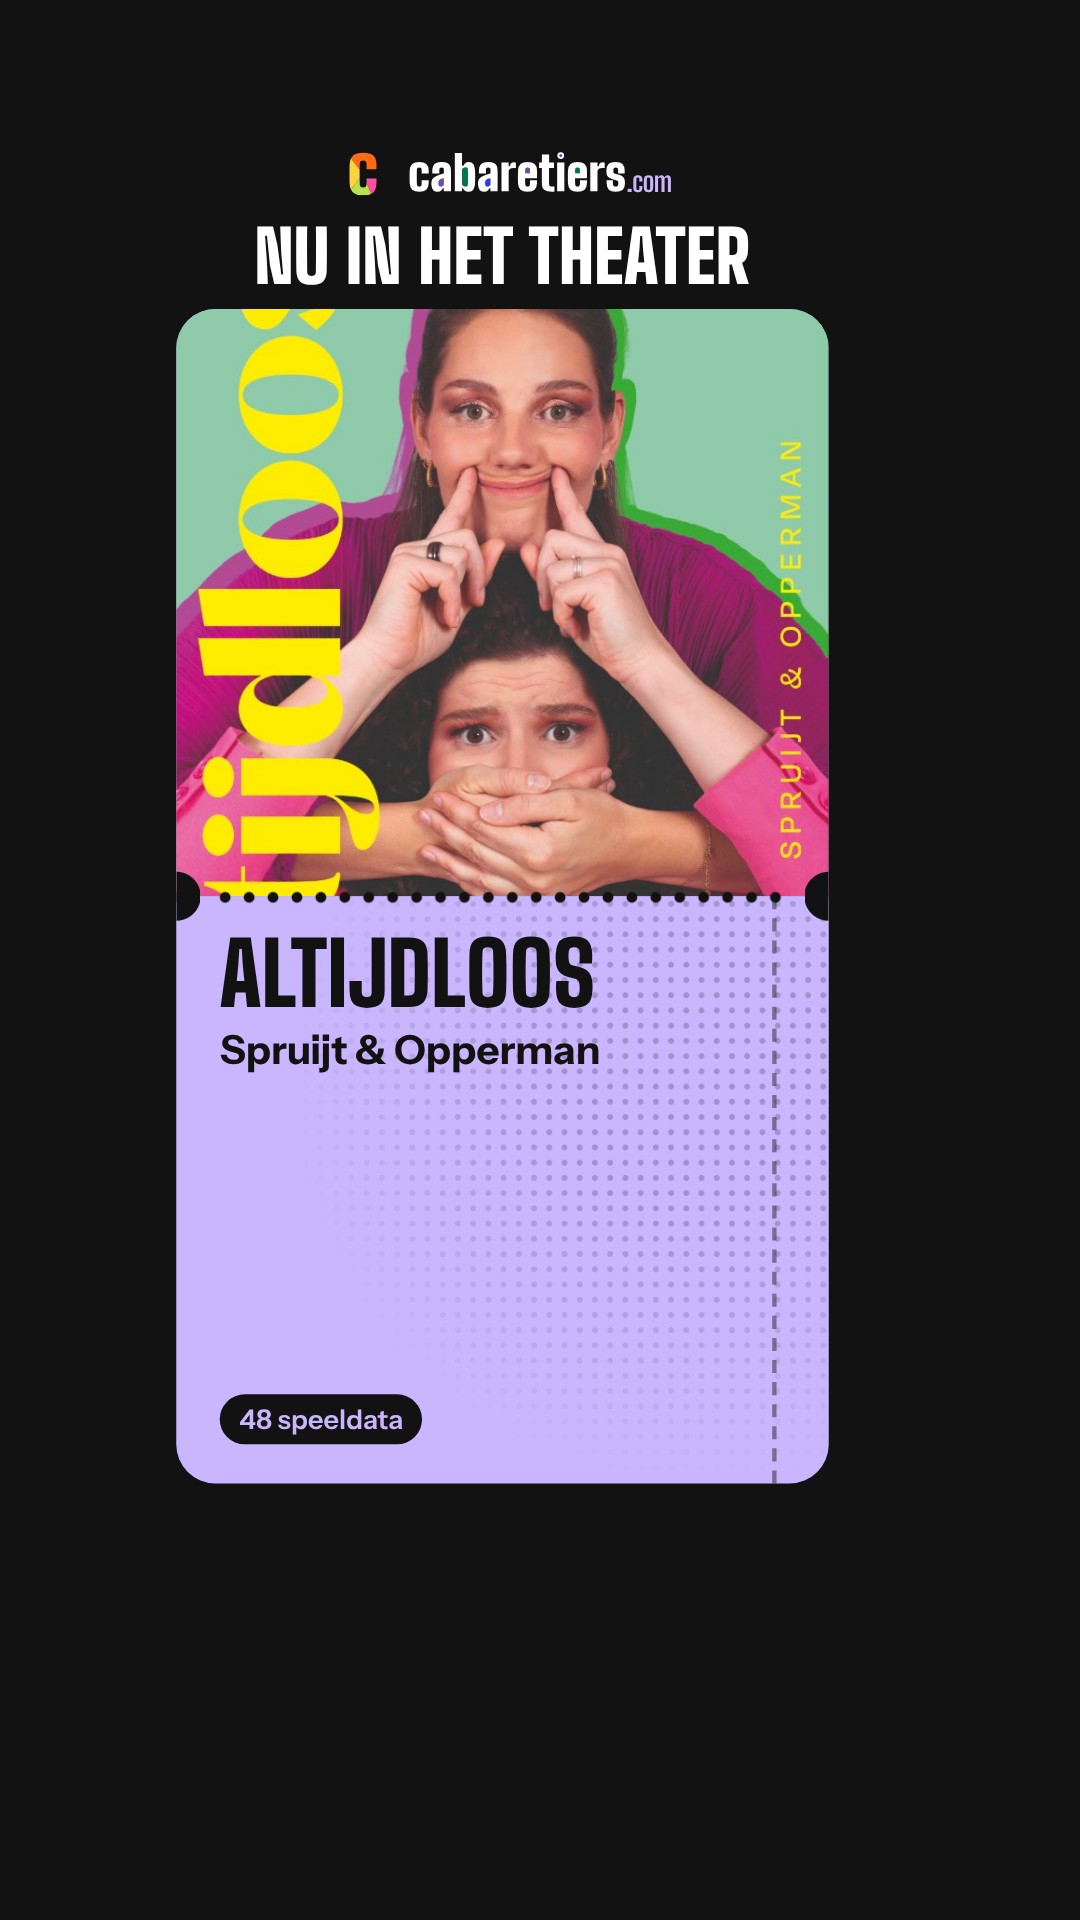 cabaretiers.com
NU IN HET THEATER
tijdloos
SPRUIJT & OPPERMAN
ALTIJDLOOS
Spruijt & Opperman
48 speeldata